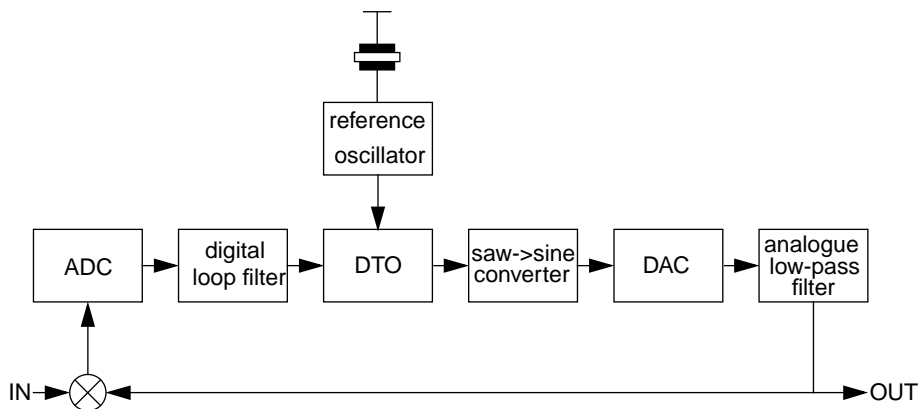 reference
oscillator
ADC
digital
loop filter
DTO
saw->sine
converter
DAC
analogue
low-pass
filter
IN
OUT